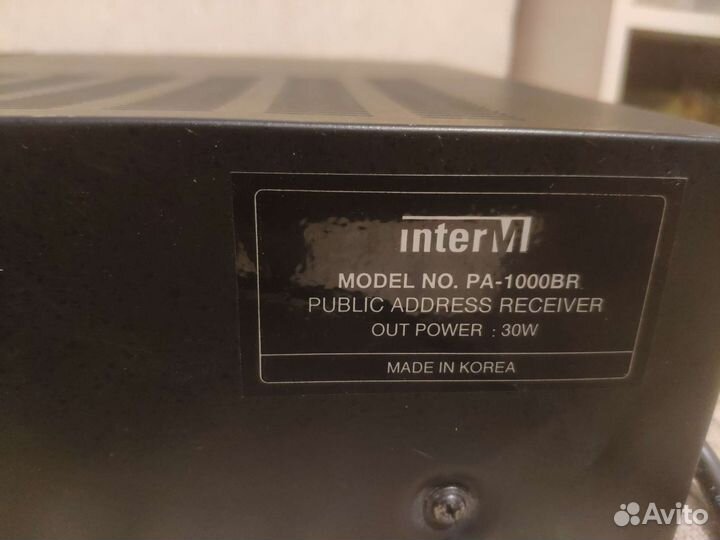 interM
MODEL NO. PA-1000BR
PUBLIC ADDRESS RECEIVER
OUT POWER : 30W
MADE IN KOREA
Avito